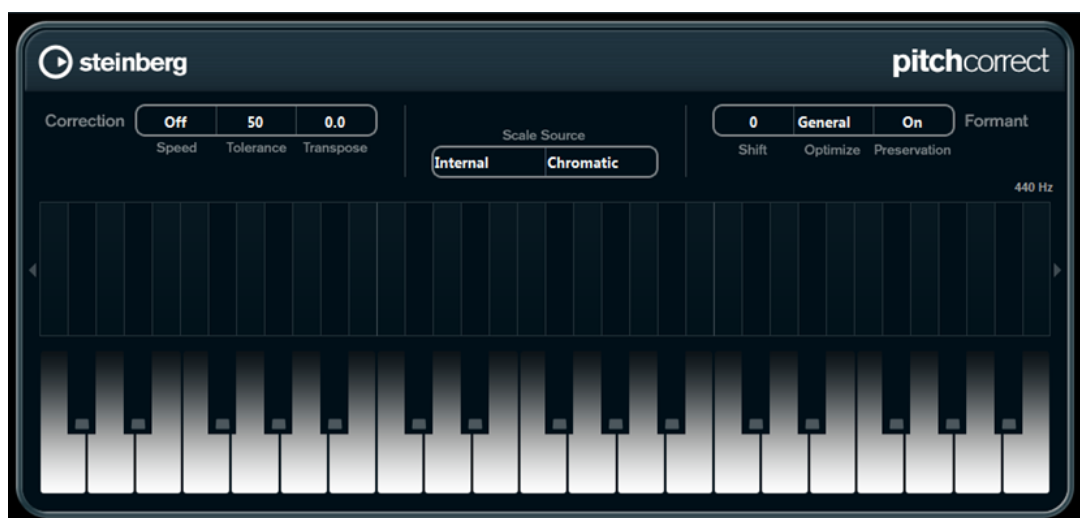 steinberg
pitchcorrect
Correction Off 50 0.0
Speed Tolerance Transpose
Scale Source
Internal Chromatic
0 General On Formant
Shift Optimize Preservation
440 Hz